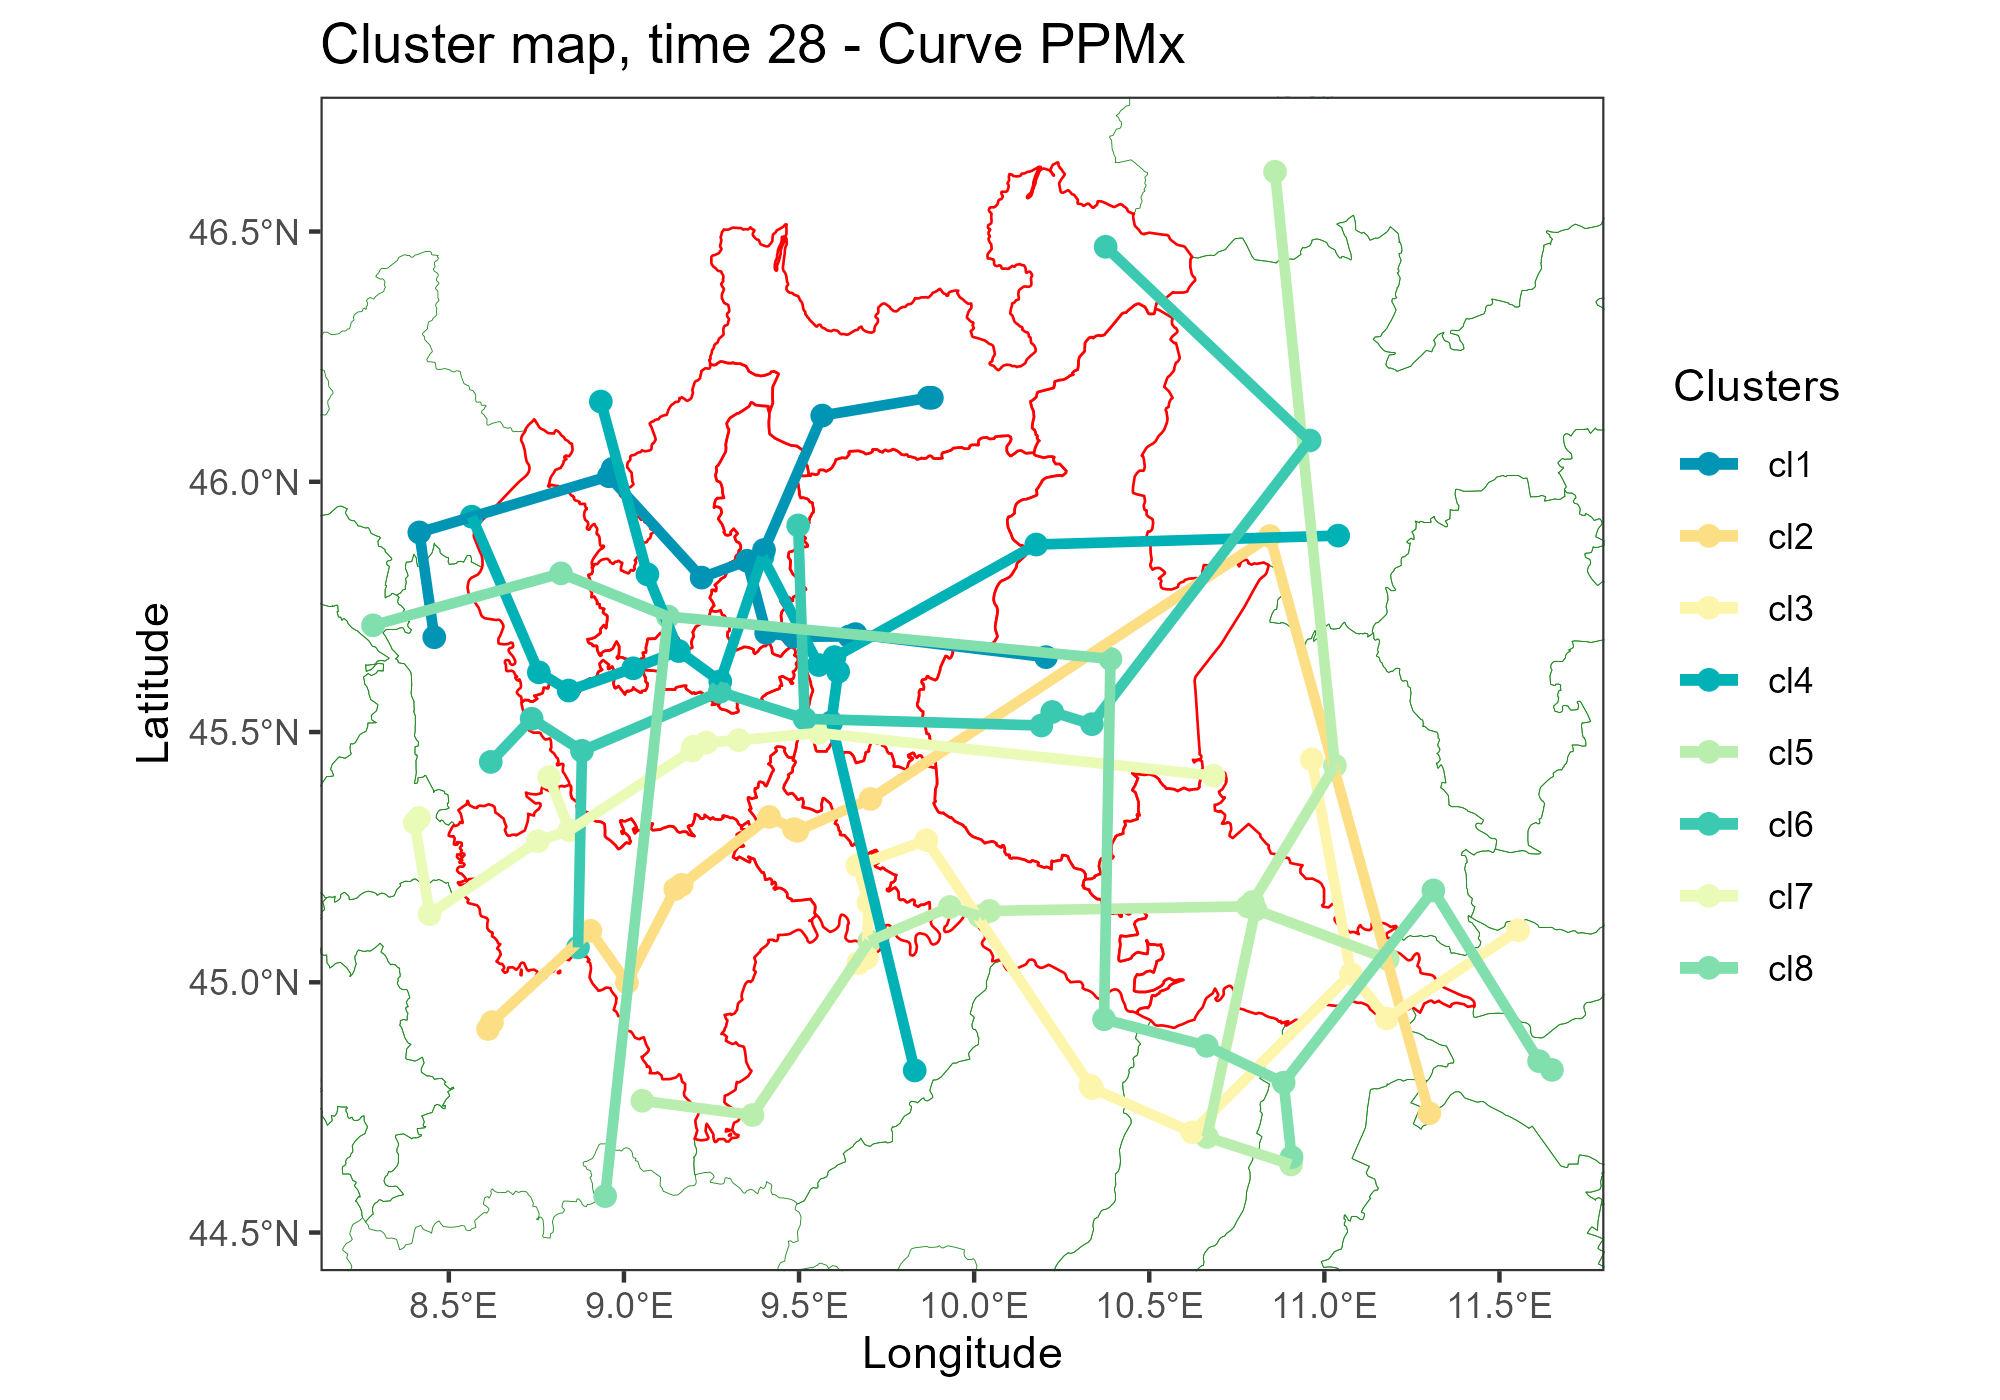 Cluster map, time 28 - Curve PPMx
46.5°N
46.0°N
45.5°N
45.0°N
44.5°N
Latitude
8.5°E
9.0°E
9.5°E
10.0°E
10.5°E
11.0°E
11.5°E
Longitude
Clusters
cl1
cl2
cl3
cl4
cl5
cl6
cl7
cl8